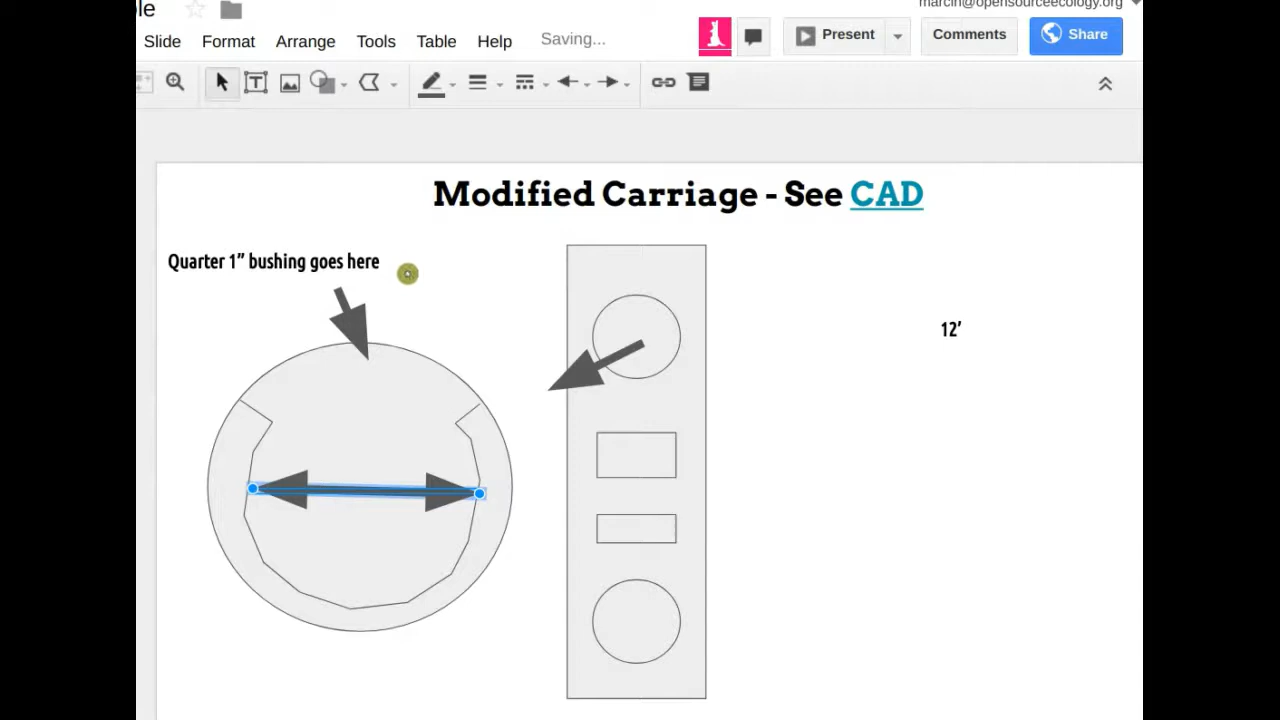 marcin@opensourceecology.org
Slide Format Arrange Tools Table Help Saving...
Present Comments Share
Modified Carriage - See CAD
Quarter 1” bushing goes here
12’